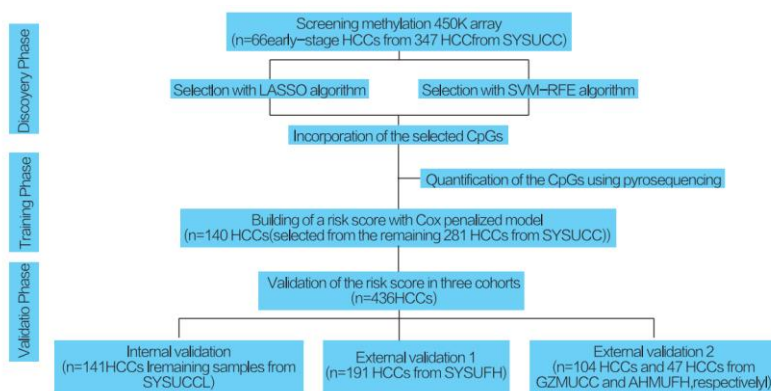 Discoyery Phase
Screening methylation 450K array
(n=66early-stage HCCs from 347 HCCfrom SYSUCC)
Selection with LASSO algorithm
Selection with SVM-RFE algorithm
Incorporation of the selected CpGs
Training Phase
Quantification of the CpGs using pyrosequencing
Building of a risk score with Cox penalized model
(n=140 HCCs(selected from the remaining 281 HCCs from SYSUCC))
Validatio Phase
Validation of the risk score in three cohorts
(n=436HCCs)
Internal validation
(n=141HCCs lremaining samples from
SYSUCCL)
External validation 1
(n=191 HCCs from SYSUFH)
External validation 2
(n=104 HCCs and 47 HCCs from
GZMUCC and AHMUFH,respectivelyl)